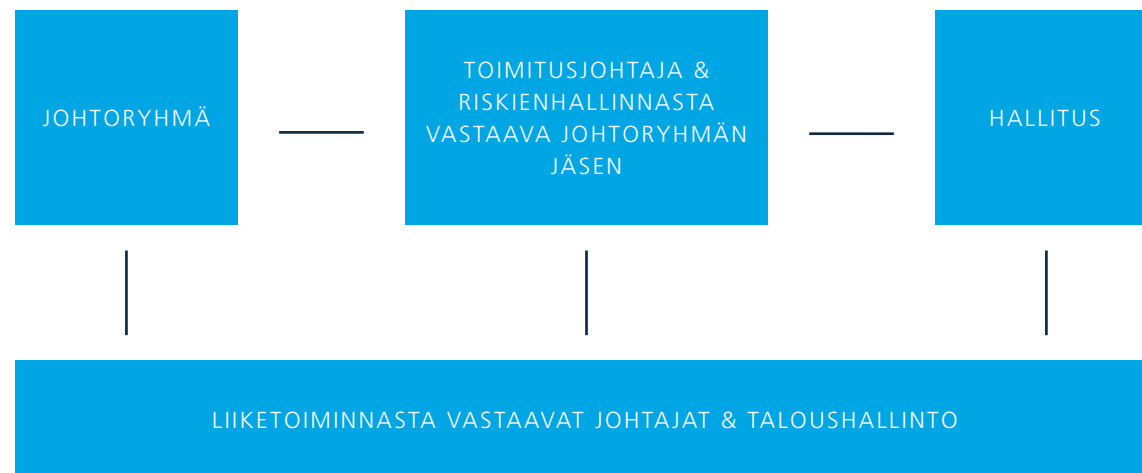 JOHTORYHMÄ
TOIMITUSJOHTAJA &
RISKIENHALLINNASTA
VASTAAVA JOHTORYHMÄN
JÄSEN
HALLITUS
LIIKETOIMINNASTA VASTAAVAT JOHTAJAT & TALOUSHALLINTO